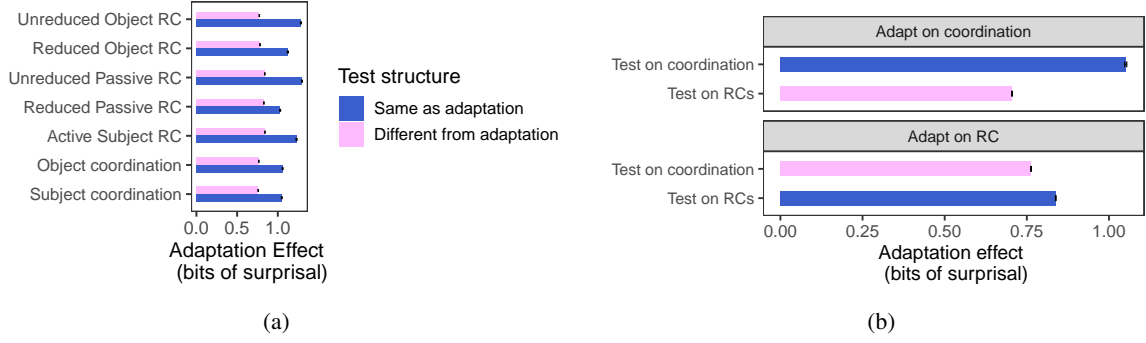 Unreduced Object RC
Reduced Object RC
Unreduced Passive RC
Reduced Passive RC
Active Subject RC
Object coordination
Subject coordination
0.0 0.5 1.0
Adaptation Effect
(bits of surprisal)
Test structure
Same as adaptation
Different from adaptation
(a)
Adapt on coordination
Test on coordination
Test on RCs
Adapt on RC
Test on coordination
Test on RCs
0.00 0.25 0.50 0.75 1.00
Adaptation effect
(bits of surprisal)
(b)